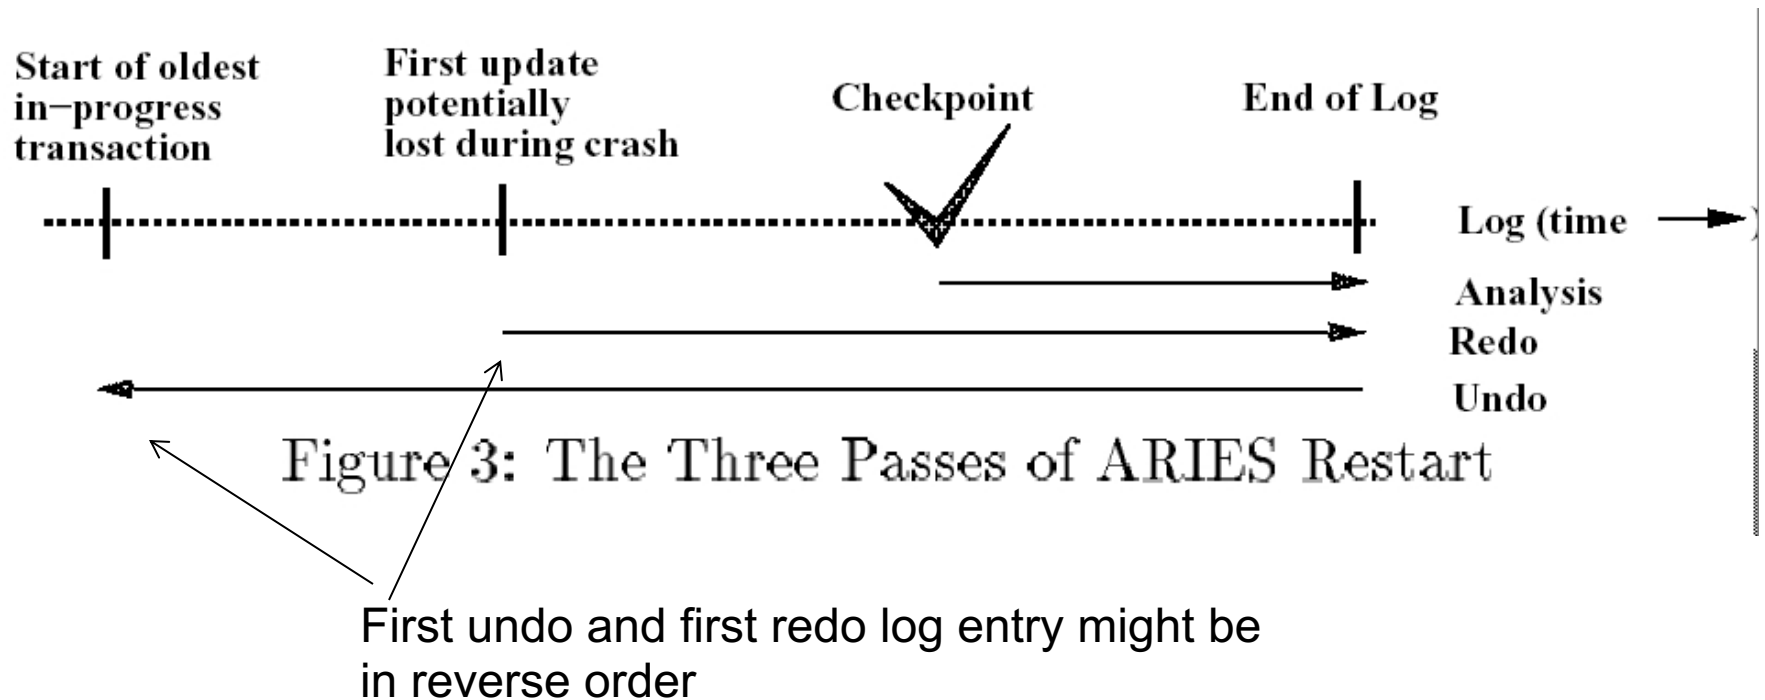 Start of oldest
in−progress
transaction
First update
potentially
lost during crash
Checkpoint
End of Log
Log (time )
Analysis
Redo
Undo
Figure 3: The Three Passes of ARIES Restart
First undo and first redo log entry might be
in reverse order